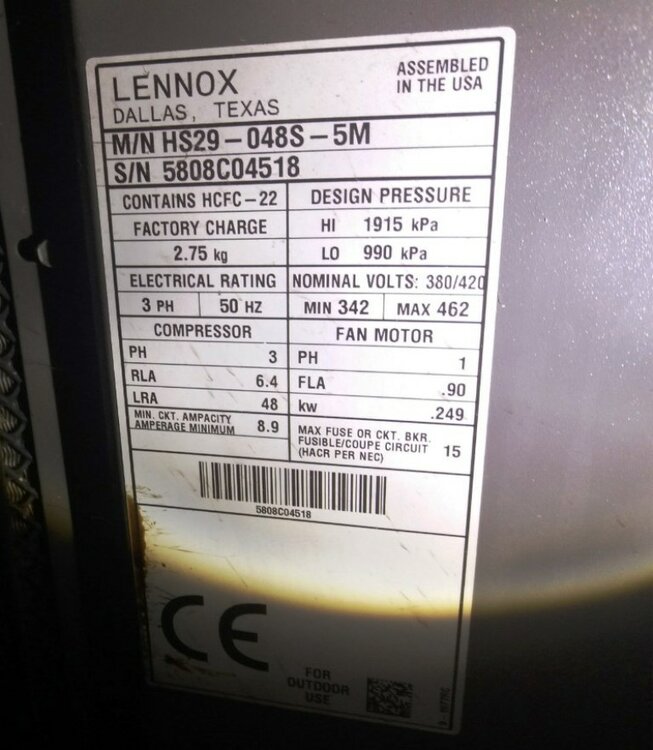 LENNOX
DALLAS, TEXAS
ASSEMBLED
IN THE USA
M/N HS29-048S-5M
S/N 5808C04518
CONTAINS HCFC-22
FACTORY CHARGE
2.75 kg
DESIGN PRESSURE
HI 1915 kPa
LO 990 kPa
ELECTRICAL RATING
NOMINAL VOLTS: 380/420
3 PH 50 HZ
MIN 342 MAX 462
COMPRESSOR
PH 3
RLA 6.4
LRA 48
MIN. CKT. AMPACITY
AMPERAGE MINIMUM 8.9
FAN MOTOR
PH 1
FLA .90
kw .249
MAX FUSE OR CKT. BKR.
FUSIBLE/COUPE CIRCUIT 15
(HACR PER NEC)
5808C04518
CE
FOR
OUTDOOR
USE